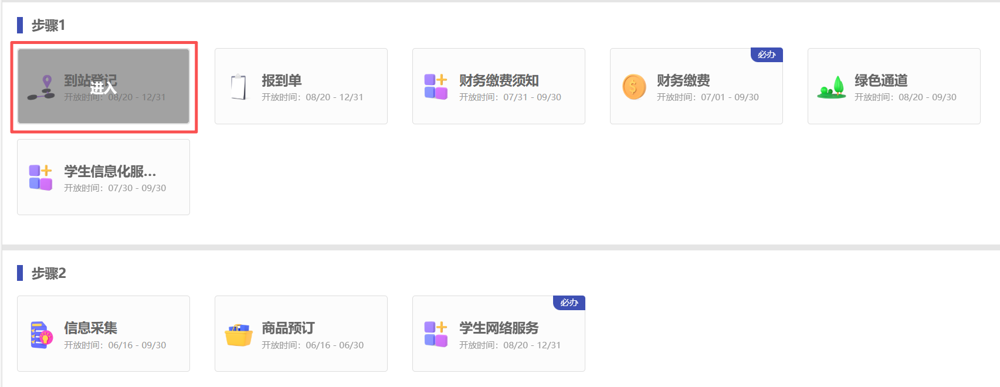 步骤1
到站登记
进入
开放时间：08/20 - 12/31
报到单
开放时间：08/20 - 12/31
财务缴费须知
开放时间：07/31 - 09/30
必办
财务缴费
开放时间：07/01 - 09/30
绿色通道
开放时间：08/20 - 09/30
学生信息化服...
开放时间：07/30 - 09/30
步骤2
信息采集
开放时间：06/16 - 09/30
商品预订
开放时间：06/16 - 06/30
必办
学生网络服务
开放时间：08/20 - 12/31